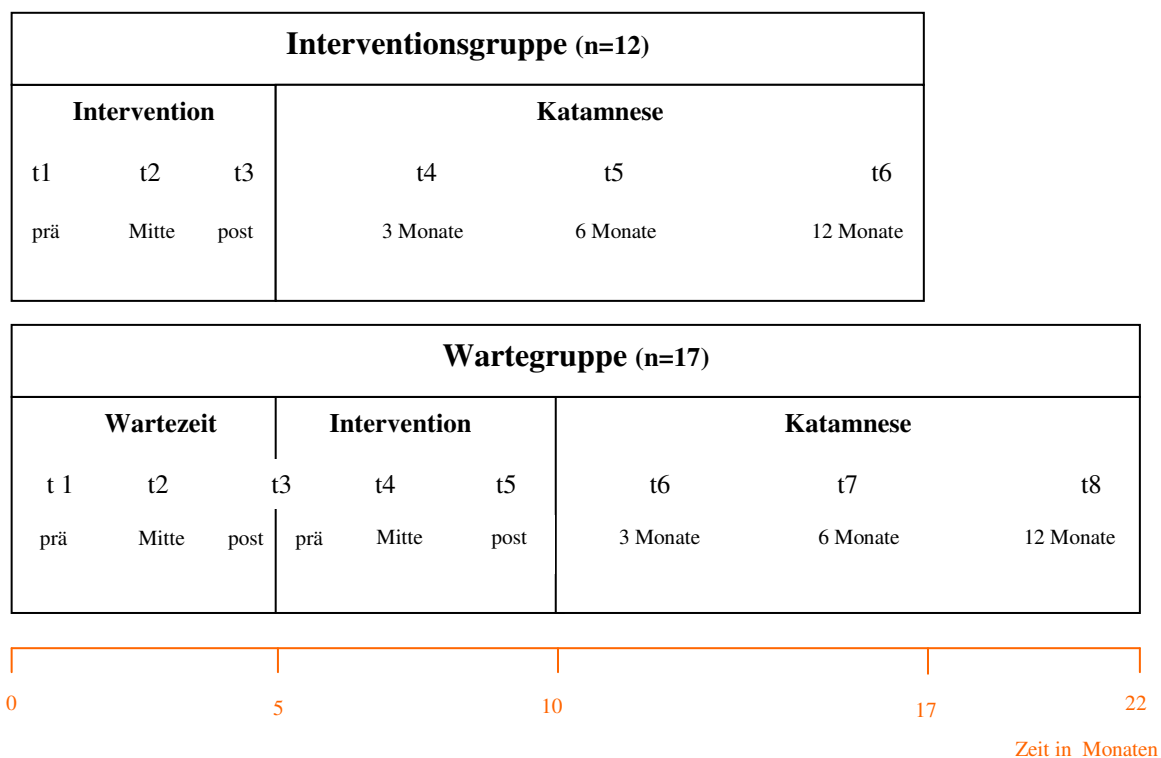 Interventionsgruppe (n=12)
Intervention Katamnese
t1 t2 t3 t4 t5 t6
prä Mitte post 3 Monate 6 Monate 12 Monate
Wartegruppe (n=17)
Wartezeit Intervention Katamnese
t 1 t2 t3 t4 t5 t6 t7 t8
prä Mitte post prä Mitte post 3 Monate 6 Monate 12 Monate
0 5 10 17 22
Zeit in Monaten